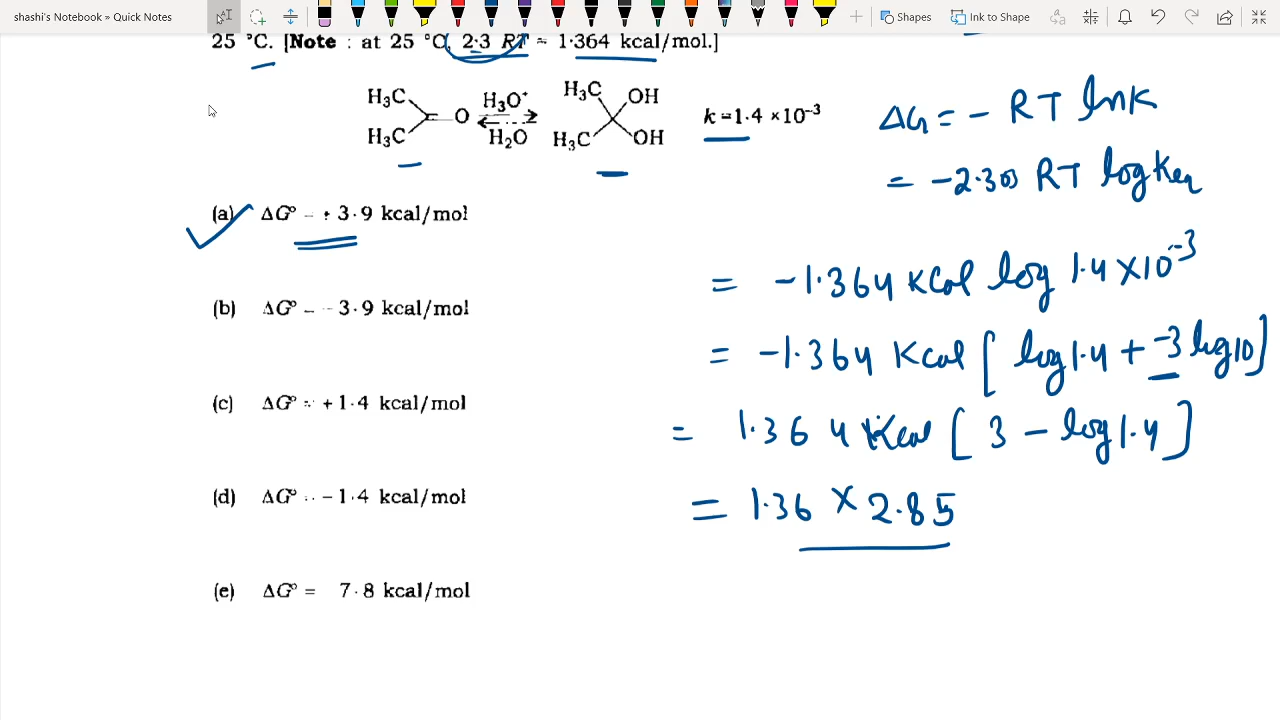 shashi's Notebook » Quick Notes
Shapes
Ink to Shape
25 °C. [Note : at 25 °C, 2·3 RT = 1·364 kcal/mol.]
H₃C
H₃C
O
H₃O⁺
H₂O
H₃C
OH
H₃C
OH
k = 1·4 ×10⁻³
ΔG = − RT lnK
= −2.303 RT log Keq
(a) ΔG° = + 3·9 kcal/mol
= −1.364 Kcal log 1.4 × 10⁻³
(b) ΔG° = − 3·9 kcal/mol
= −1.364 Kcal [ log 1.4 + −3 log 10 ]
(c) ΔG° = + 1·4 kcal/mol
= 1.364 Kcal [ 3 − log 1.4 ]
(d) ΔG° = − 1·4 kcal/mol
= 1.36 × 2.85
(e) ΔG° = 7·8 kcal/mol